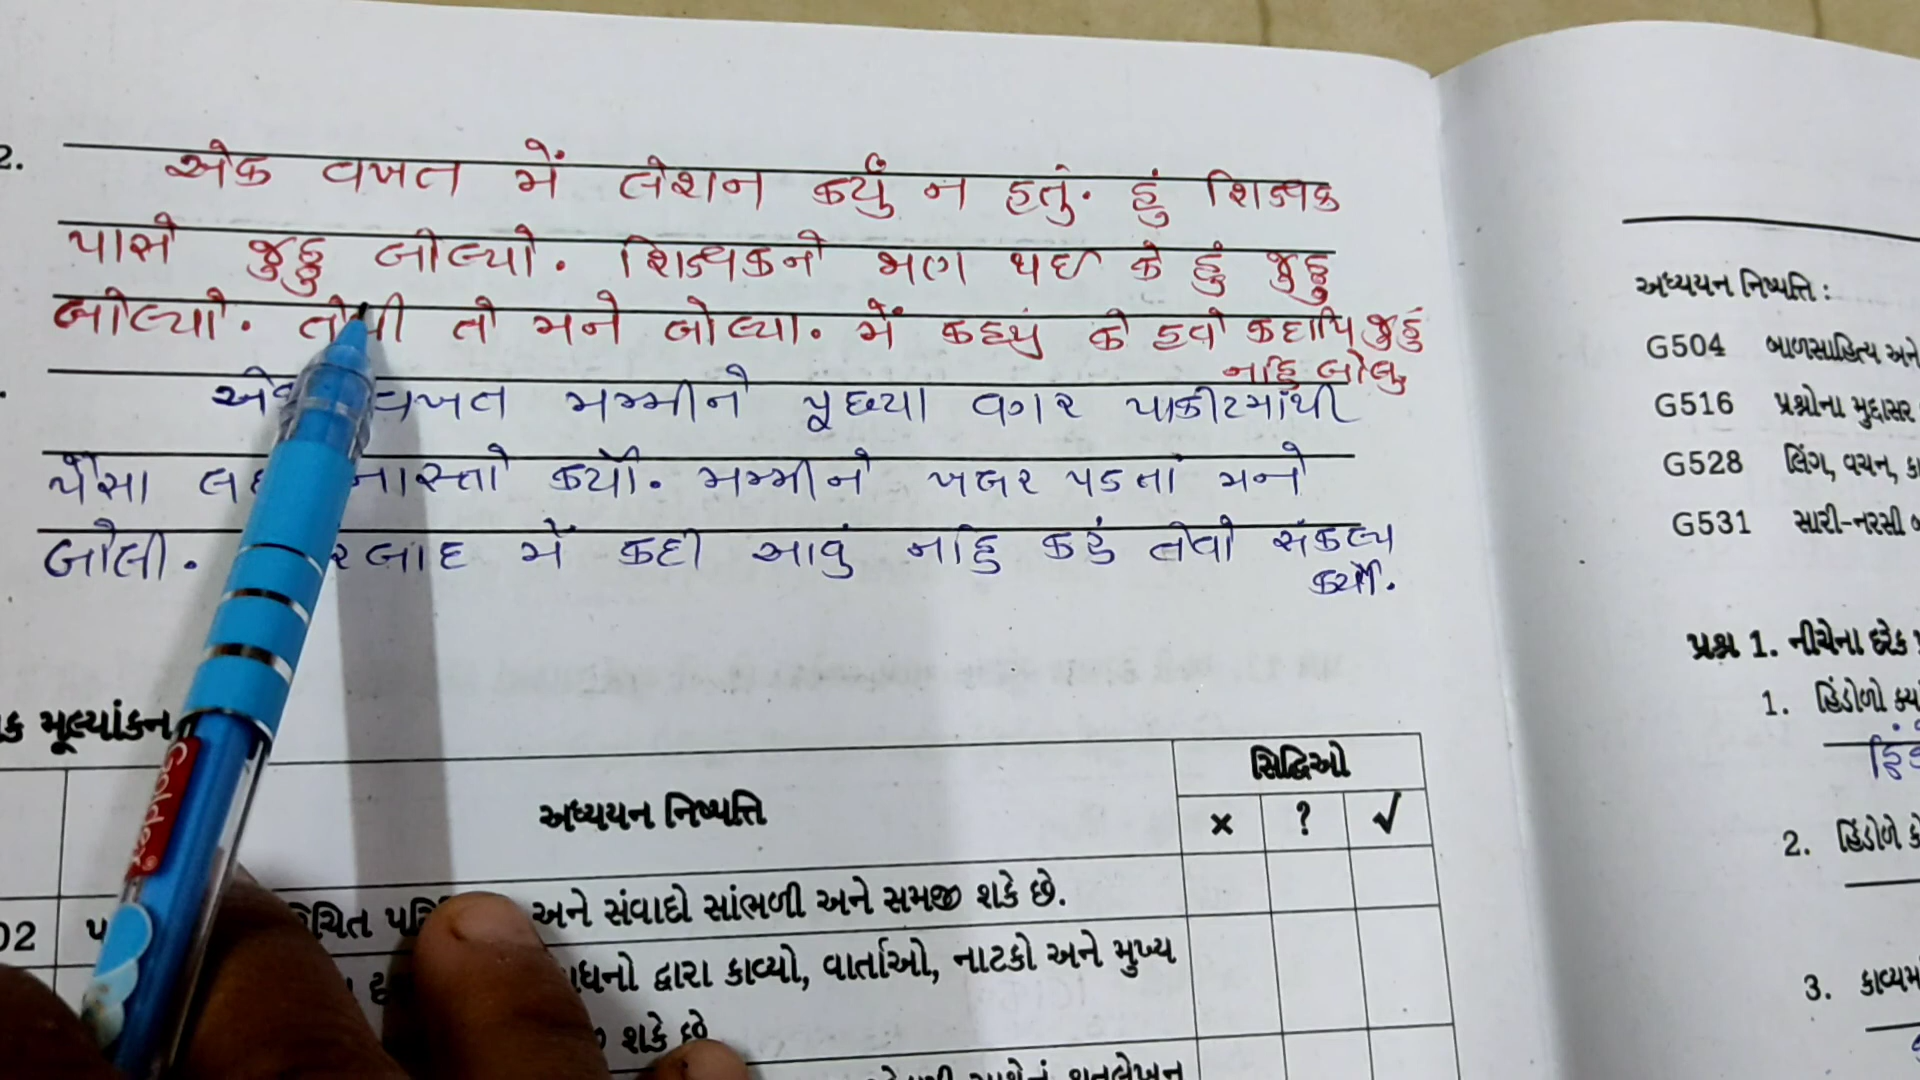 2. એક વખત મેં લેશન કર્યું ન હતું. હું શિક્ષક
પાસે જુઠ્ઠુ બોલ્યો. શિક્ષકને જાણ થઈ કે હું જુઠ્ઠુ
બોલ્યો. તો મને બોલ્યા. મેં કહ્યું કે હવે કદાપિ જુઠ્ઠુ
નહિ બોલુ
વખત મમ્મીને પૂછ્યા વગર પાકીટમાંથી
પૈસા નાસ્તો કર્યો. મમ્મીને ખબર પડતાં મને
બોલી. મેં કદી આવું નહિ કરું તેવો સંકલ્પ
કર્યો.
ક મૂલ્યાંકન
અધ્યયન નિષ્પત્તિ
સિદ્ધિઓ
× ? √
02 અને સંવાદો સાંભળી અને સમજી શકે છે.
દ્વારા કાવ્યો, વાર્તાઓ, નાટકો અને મુખ્ય
શકે છે
Golder
અધ્યયન નિષ્પત્તિ :
G504 બાળસાહિત્ય અને
G516 પ્રશ્નોના મુદ્દાસર
G528 લિંગ, વચન, કા
G531 સારી-નરસી બ
પ્રશ્ન 1. નીચેના દરેક પ્ર
1. હિંડોળો ક્યાં
2. હિંડોળે કો
3. કાવ્યમ